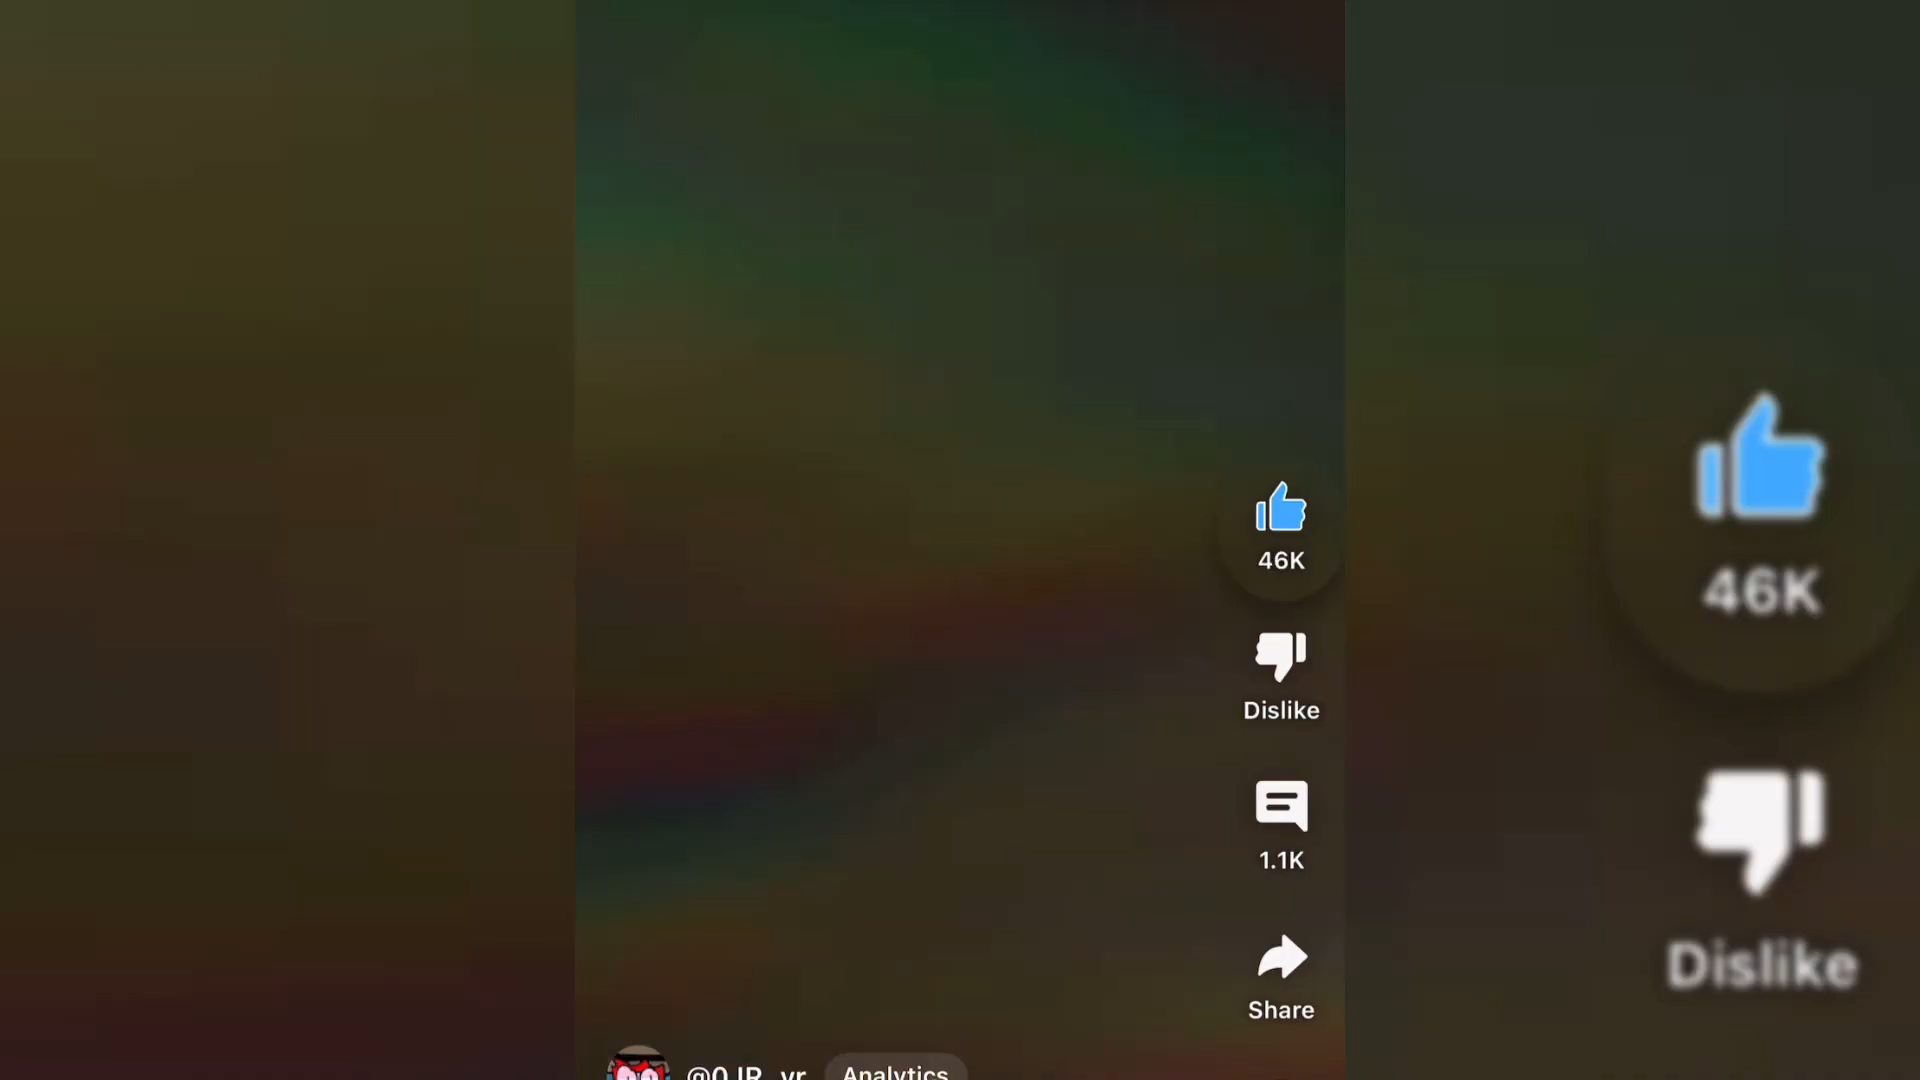 46K
Dislike
1.1K
Share
Analytics
46K
Dislike